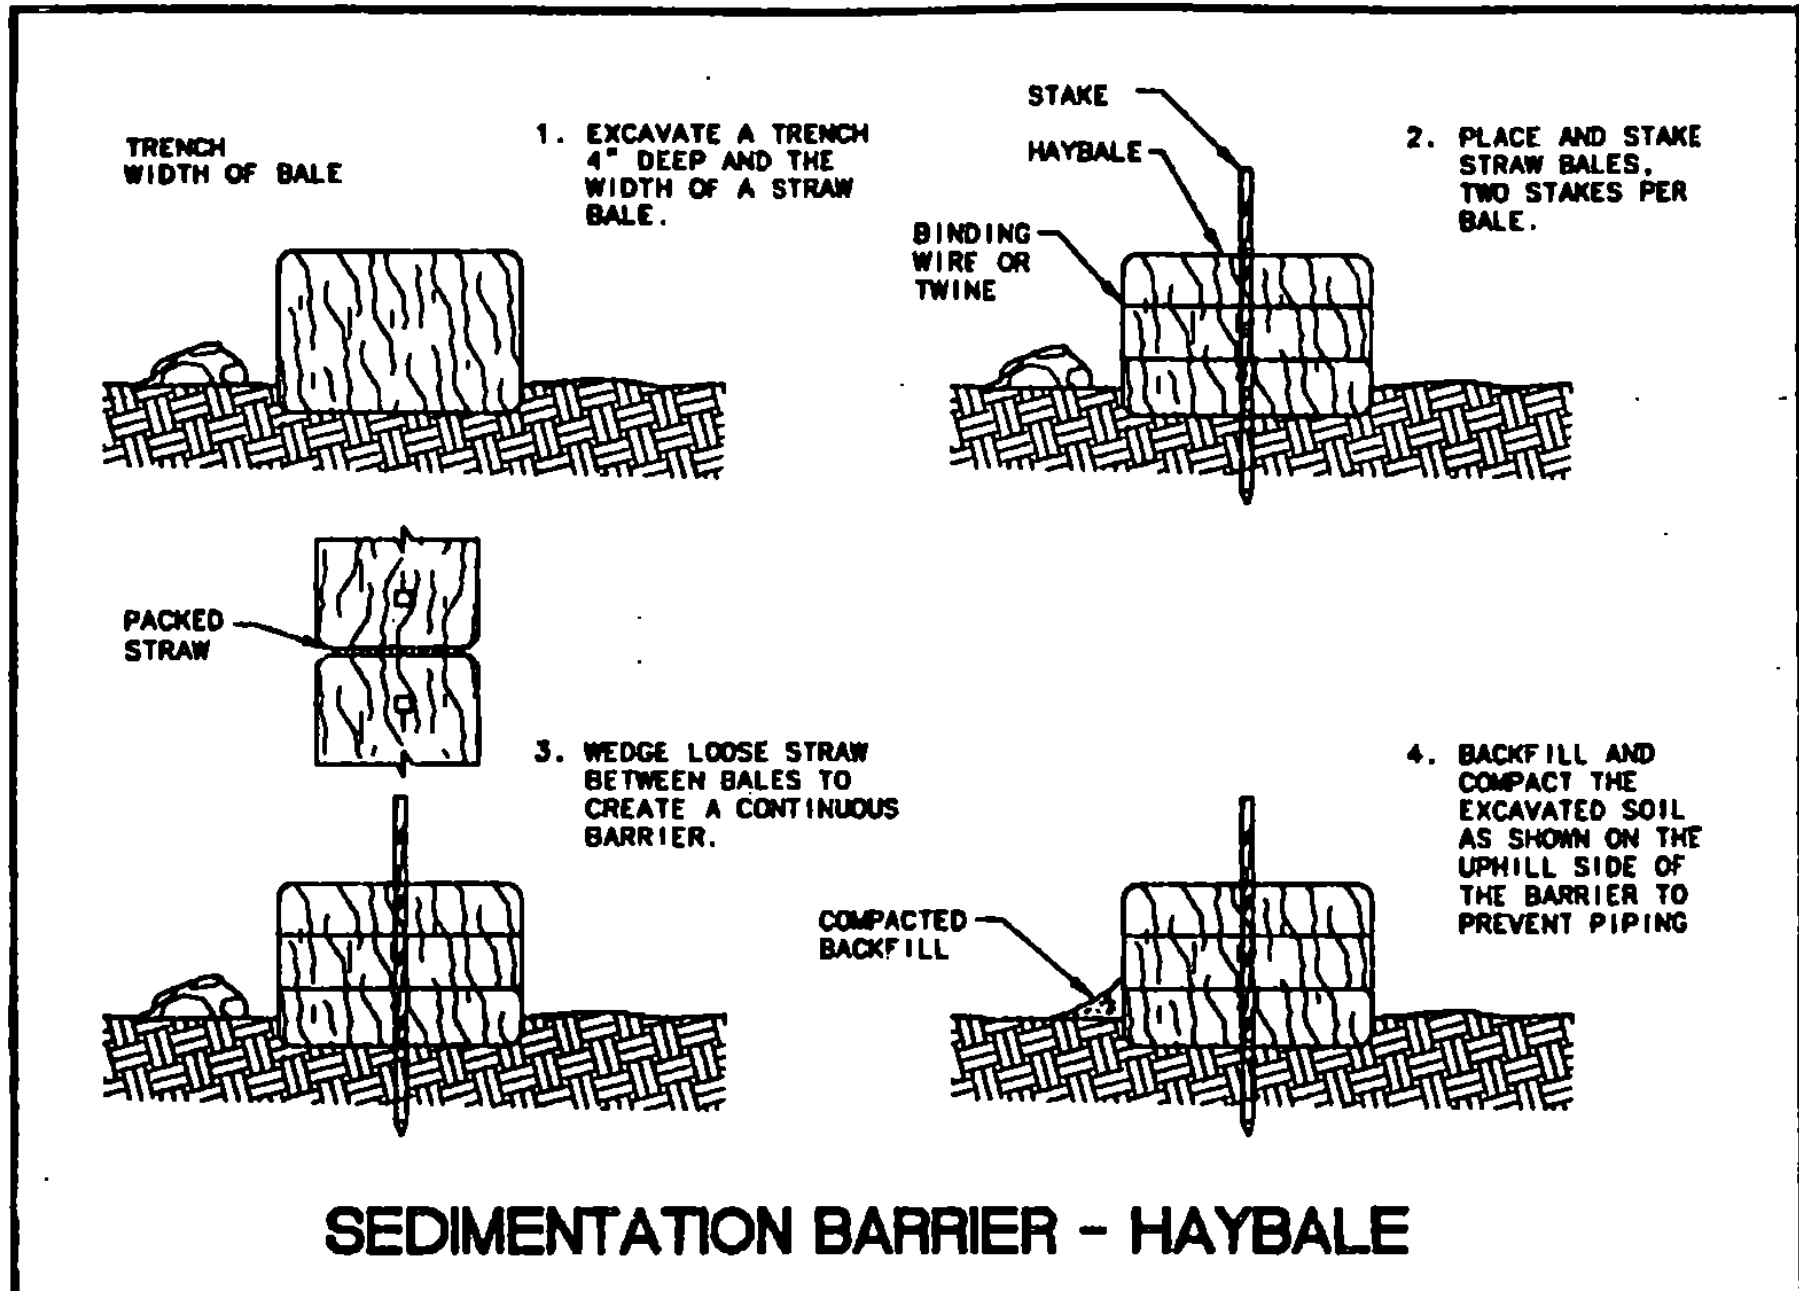 TRENCH
WIDTH OF BALE
1. EXCAVATE A TRENCH
4" DEEP AND THE
WIDTH OF A STRAW
BALE.
STAKE
HAYBALE
BINDING
WIRE OR
TWINE
2. PLACE AND STAKE
STRAW BALES,
TWO STAKES PER
BALE.
PACKED
STRAW
3. WEDGE LOOSE STRAW
BETWEEN BALES TO
CREATE A CONTINUOUS
BARRIER.
COMPACTED
BACKFILL
4. BACKFILL AND
COMPACT THE
EXCAVATED SOIL
AS SHOWN ON THE
UPHILL SIDE OF
THE BARRIER TO
PREVENT PIPING
SEDIMENTATION BARRIER - HAYBALE